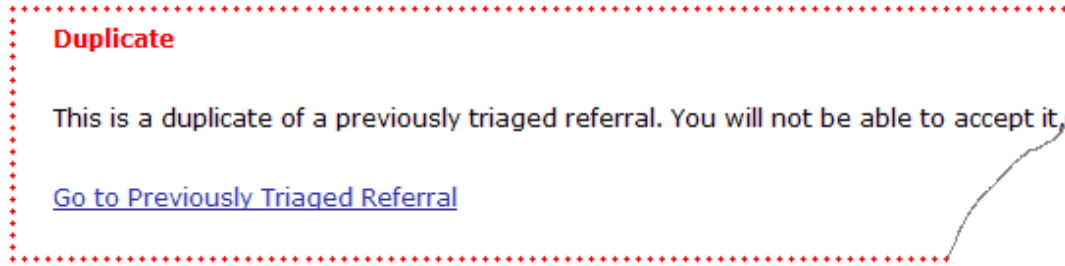 Duplicate
This is a duplicate of a previously triaged referral. You will not be able to accept it.
Go to Previously Triaged Referral